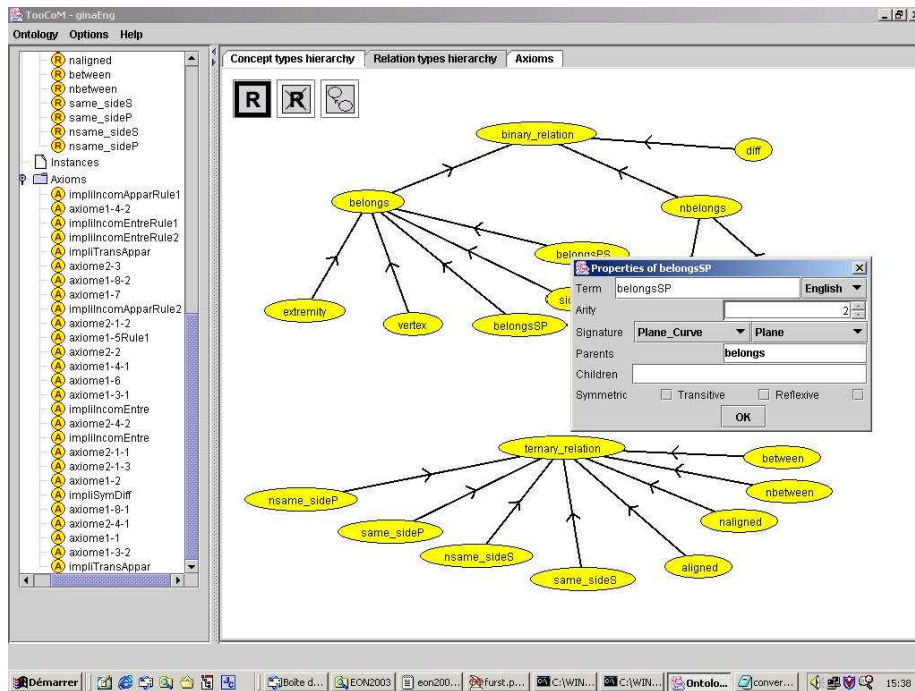 TooCoM - ginaEng
Ontology Options Help
naligned
between
nbetween
same_sideS
same_sideP
nsame_sideS
nsame_sideP
Instances
Axioms
impliIncomApparRule1
axiome1-4-2
impliIncomEntreRule1
impliIncomEntreRule2
impliTransAppar
axiome2-3
axiome1-8-2
axiome1-7
impliIncomApparRule2
axiome2-1-2
axiome1-5Rule1
axiome2-2
axiome1-4-1
axiome1-6
axiome1-3-1
impliIncomEntre
axiome2-4-2
impliIncomEntre
axiome2-1-1
axiome2-1-3
axiome1-2
impliSymDiff
axiome1-8-1
axiome2-4-1
axiome1-1
axiome1-3-2
impliTransAppar
Concept types hierarchy Relation types hierarchy Axioms
R R
binary_relation
diff
belongs
nbelongs
belongsPS
extremity
vertex
belongsSP
Properties of belongsSP
Term belongsSP English
Arity 2
Signature Plane_Curve Plane
Parents belongs
Children
Symmetric Transitive Reflexive
OK
ternary_relation
between
nbetween
nsame_sideP
naligned
same_sideP
nsame_sideS
aligned
same_sideS
Démarrer Boîte d... EON2003 eon200... furst.p... C:\WIN... C:\WIN... Ontolo... conver... 15:38